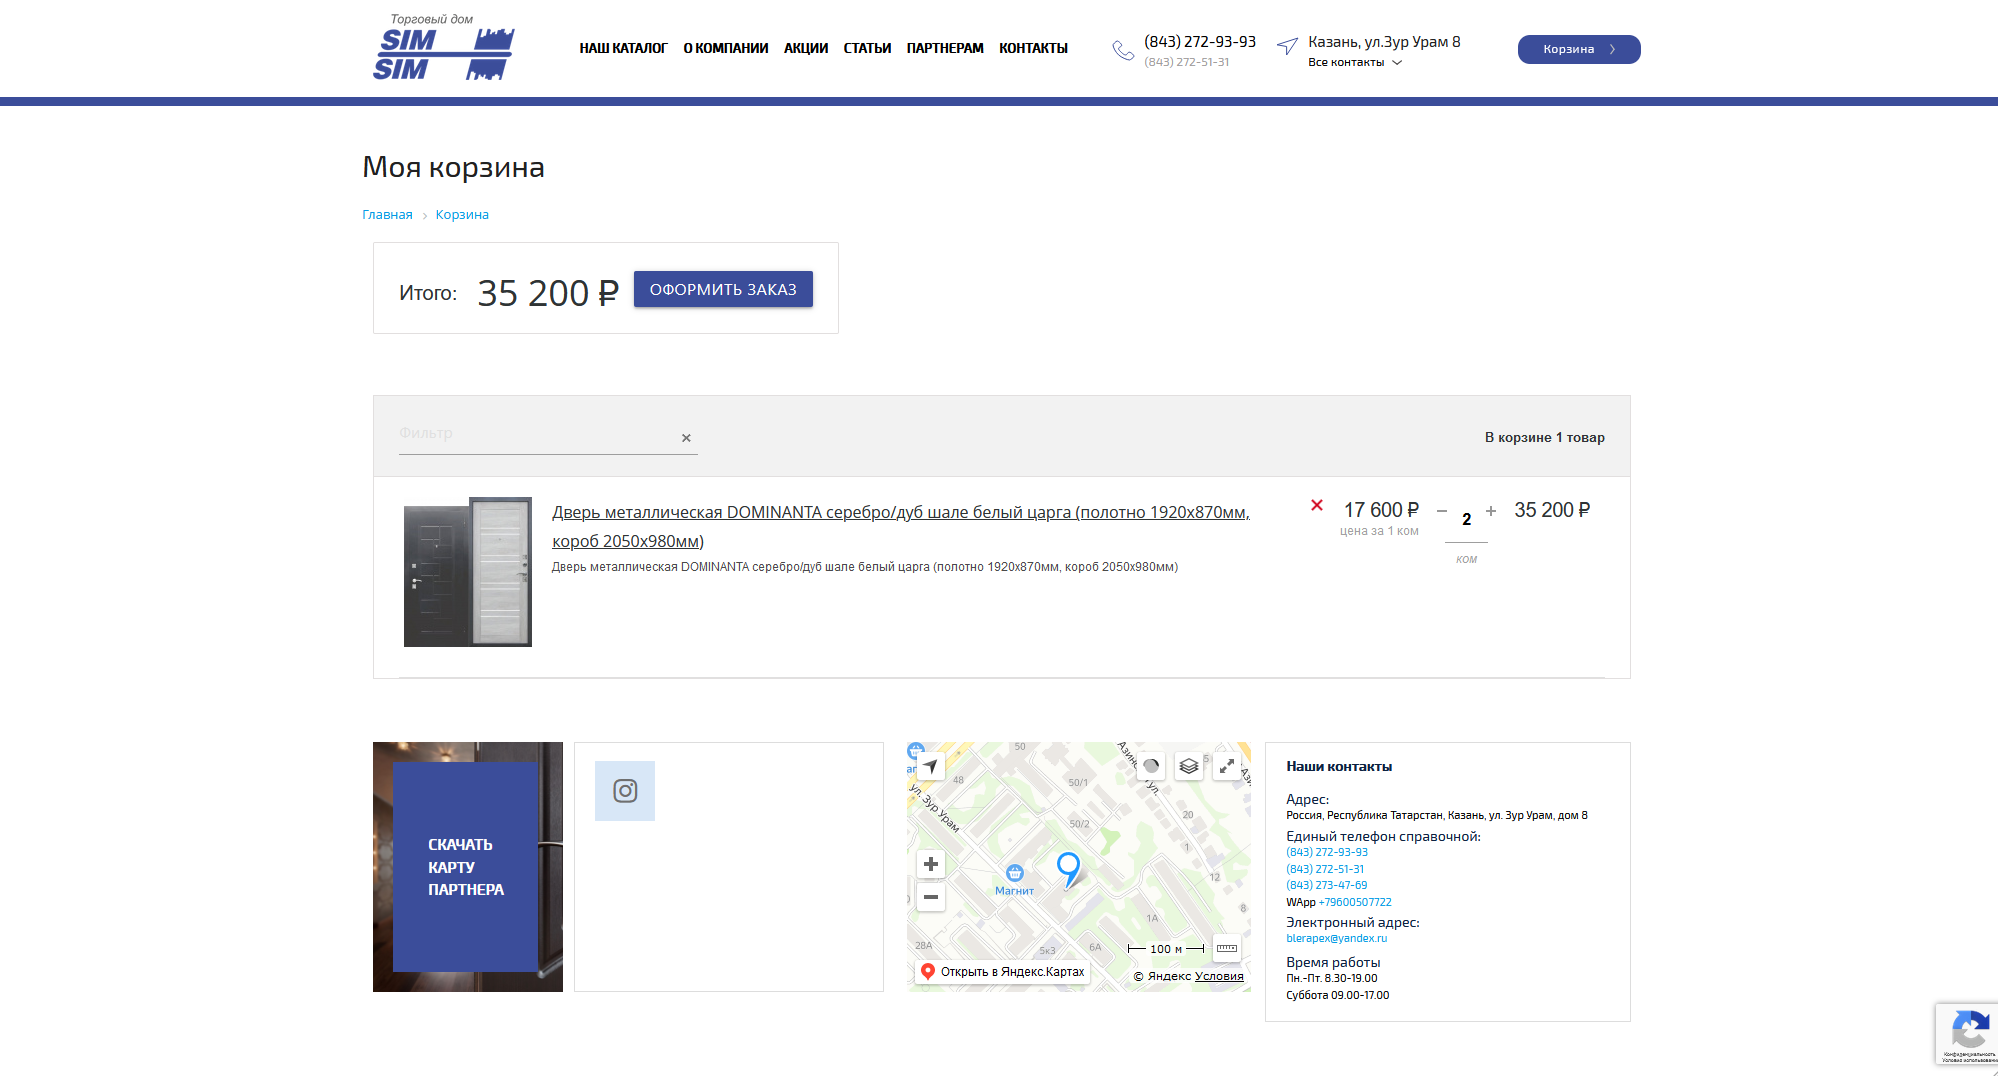 Торговый дом
SIM
SIM
НАШ КАТАЛОГ О КОМПАНИИ АКЦИИ СТАТЬИ ПАРТНЕРАМ КОНТАКТЫ
(843) 272-93-93
(843) 272-51-31
Казань, ул.Зур Урам 8
Все контакты
Корзина
Моя корзина
Главная Корзина
Итого: 35 200 ₽ ОФОРМИТЬ ЗАКАЗ
Фильтр
В корзине 1 товар
Дверь металлическая DOMINANTA серебро/дуб шале белый царга (полотно 1920х870мм,
короб 2050х980мм)
Дверь металлическая DOMINANTA серебро/дуб шале белый царга (полотно 1920х870мм, короб 2050х980мм)
17 600 ₽
цена за 1 ком
2
ком
35 200 ₽
СКАЧАТЬ
КАРТУ
ПАРТНЕРА
50
48
50/1
5
ул. Зур Урам
50/2
20
1
12
Магнит
8
1А
28А
5к3
6А
100 м
Открыть в Яндекс.Картах
© Яндекс Условия
Наши контакты
Адрес:
Россия, Республика Татарстан, Казань, ул. Зур Урам, дом 8
Единый телефон справочной:
(843) 272-93-93
(843) 272-51-31
(843) 273-47-69
WApp +79600507722
Электронный адрес:
blerapex@yandex.ru
Время работы
Пн.-Пт. 8.30-19.00
Суббота 09.00-17.00
Конфиденциальность